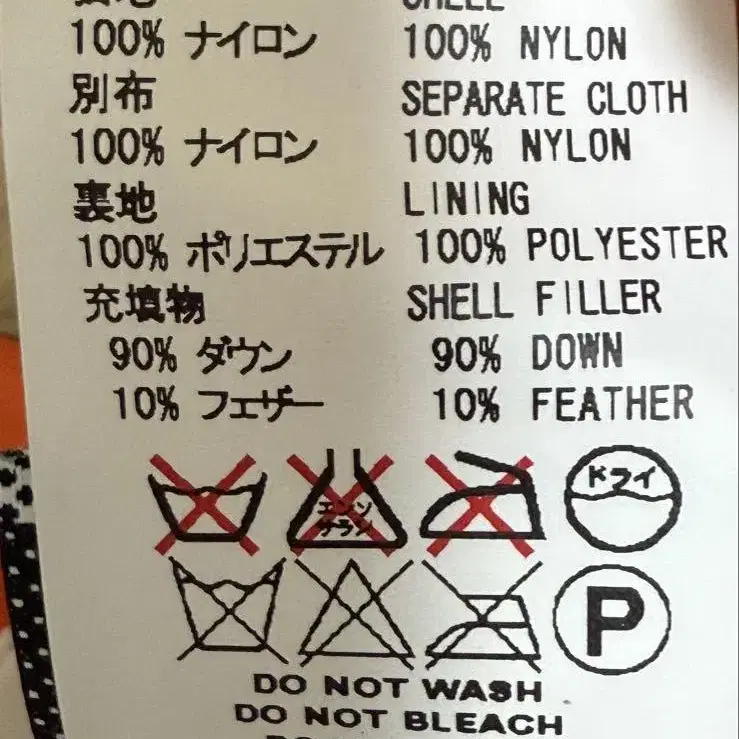 表地 SHELL
100% ナイロン 100% NYLON
別布 SEPARATE CLOTH
100% ナイロン 100% NYLON
裏地 LINING
100% ポリエステル 100% POLYESTER
充填物 SHELL FILLER
90% ダウン 90% DOWN
10% フェザー 10% FEATHER
エンソ
サラシ
ドライ
P
DO NOT WASH
DO NOT BLEACH